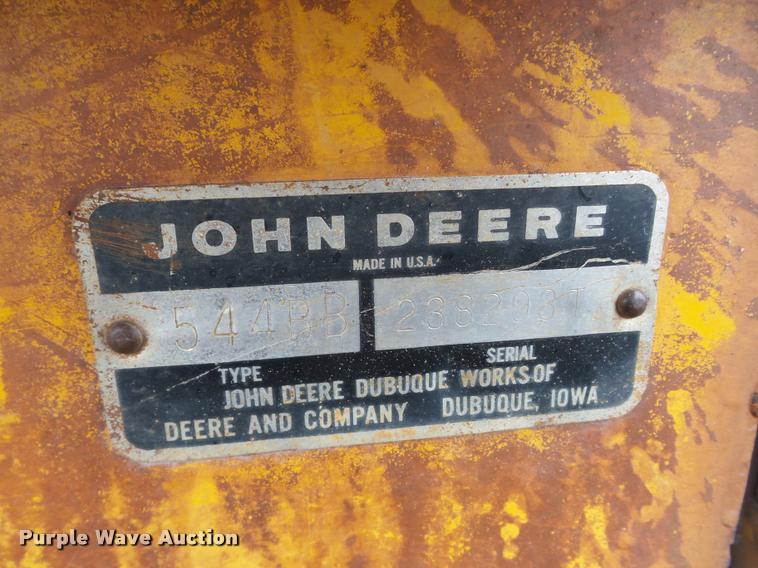 JOHN DEERE
MADE IN U.S.A.
544BB 238293T
TYPE SERIAL
JOHN DEERE DUBUQUE WORKS OF
DEERE AND COMPANY DUBUQUE, IOWA
Purple Wave Auction